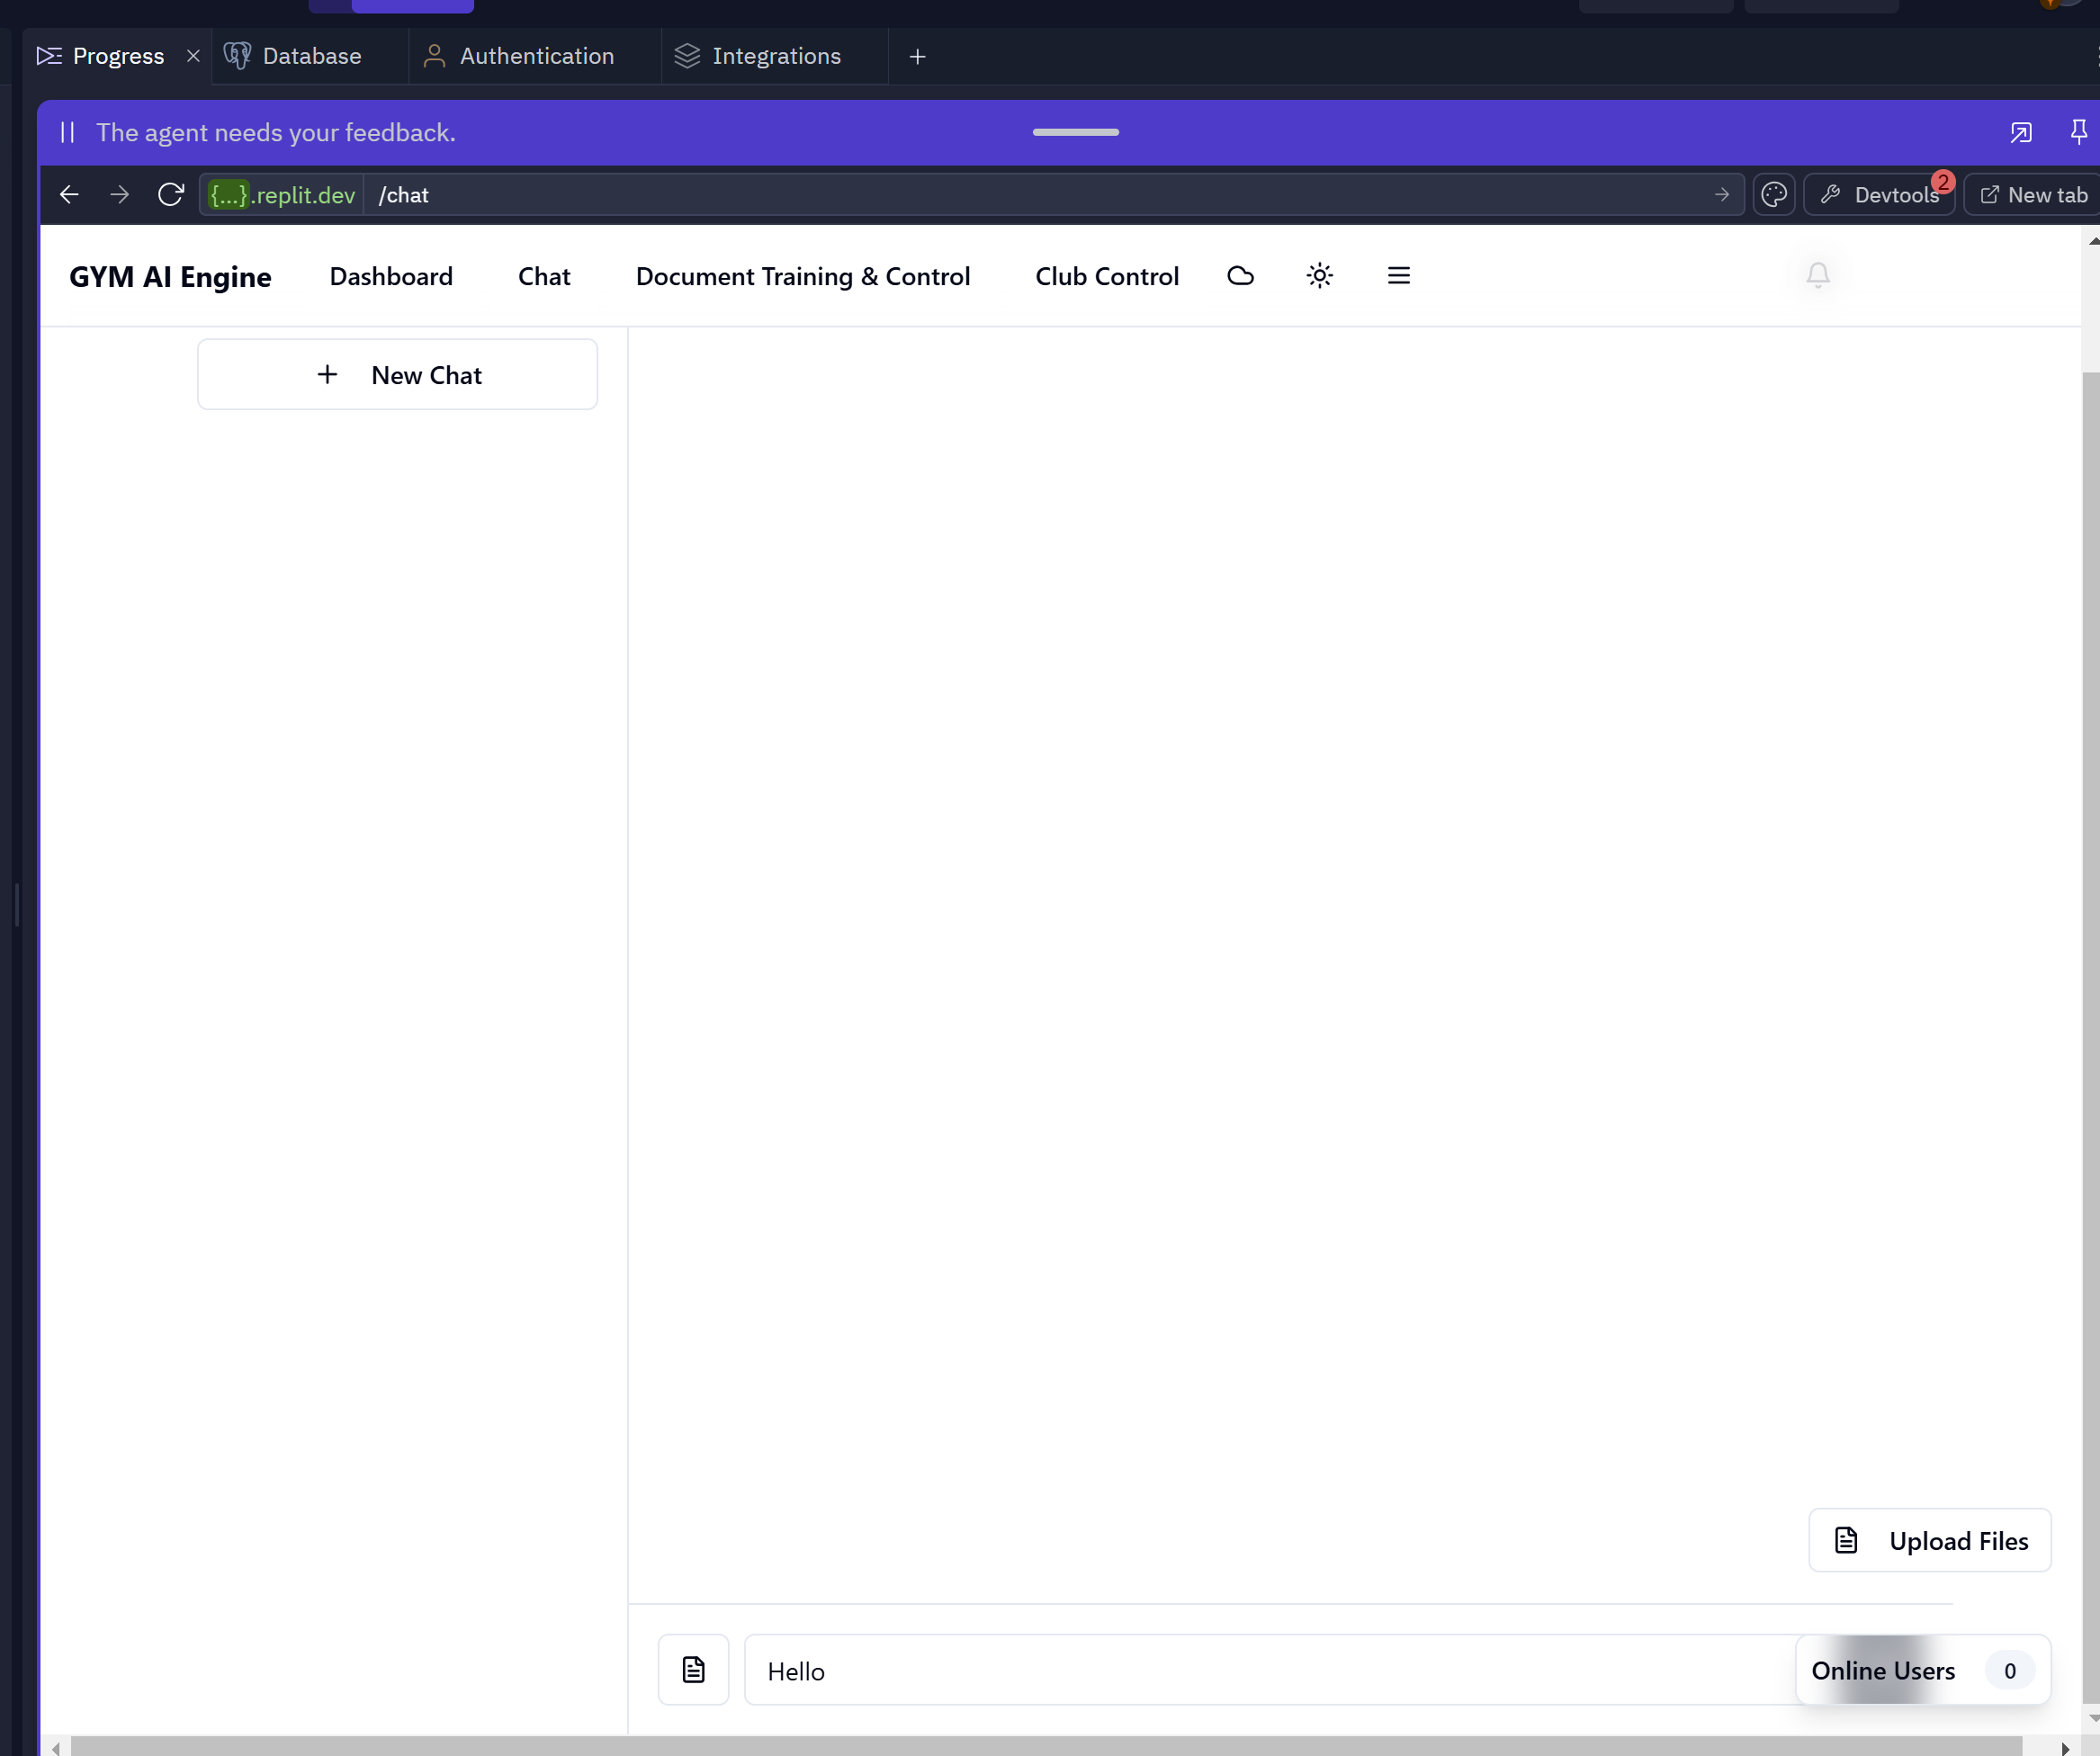 Progress
Database
Authentication
Integrations
The agent needs your feedback.
{...}.replit.dev /chat
Devtools 2
New tab
GYM AI Engine
Dashboard
Chat
Document Training & Control
Club Control
New Chat
Upload Files
Hello
Online Users 0